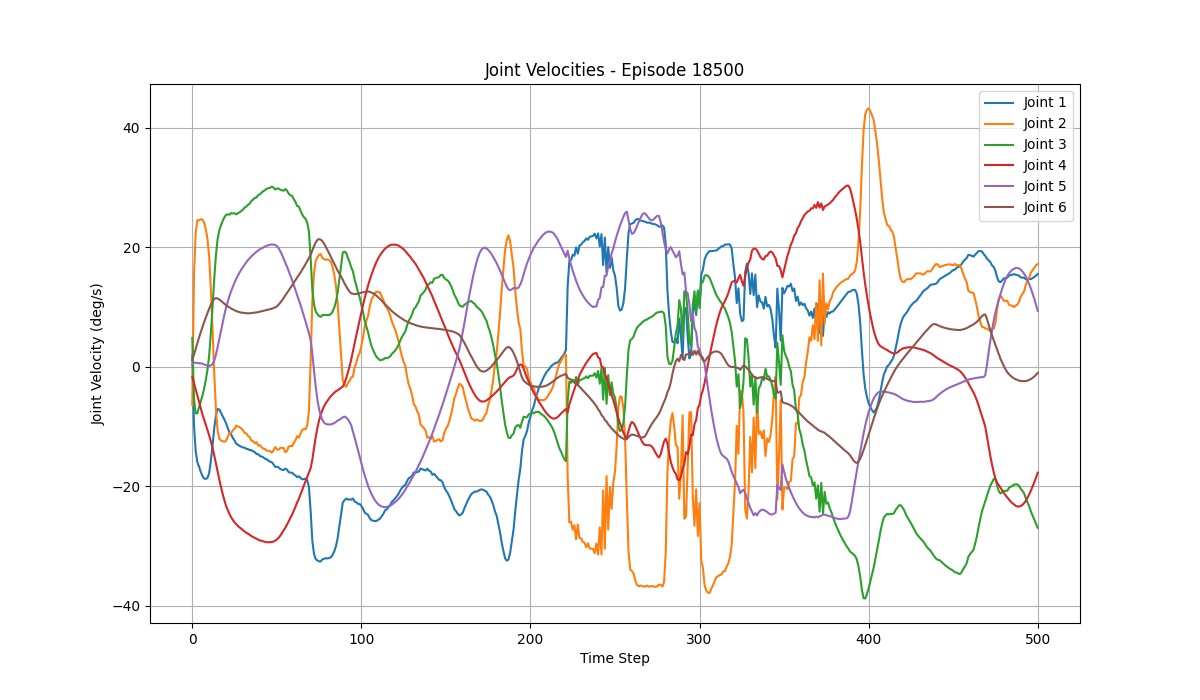 Joint Velocities - Episode 18500
Joint Velocity (deg/s)
40
20
0
−20
−40
0 100 200 300 400 500
Time Step
Joint 1
Joint 2
Joint 3
Joint 4
Joint 5
Joint 6